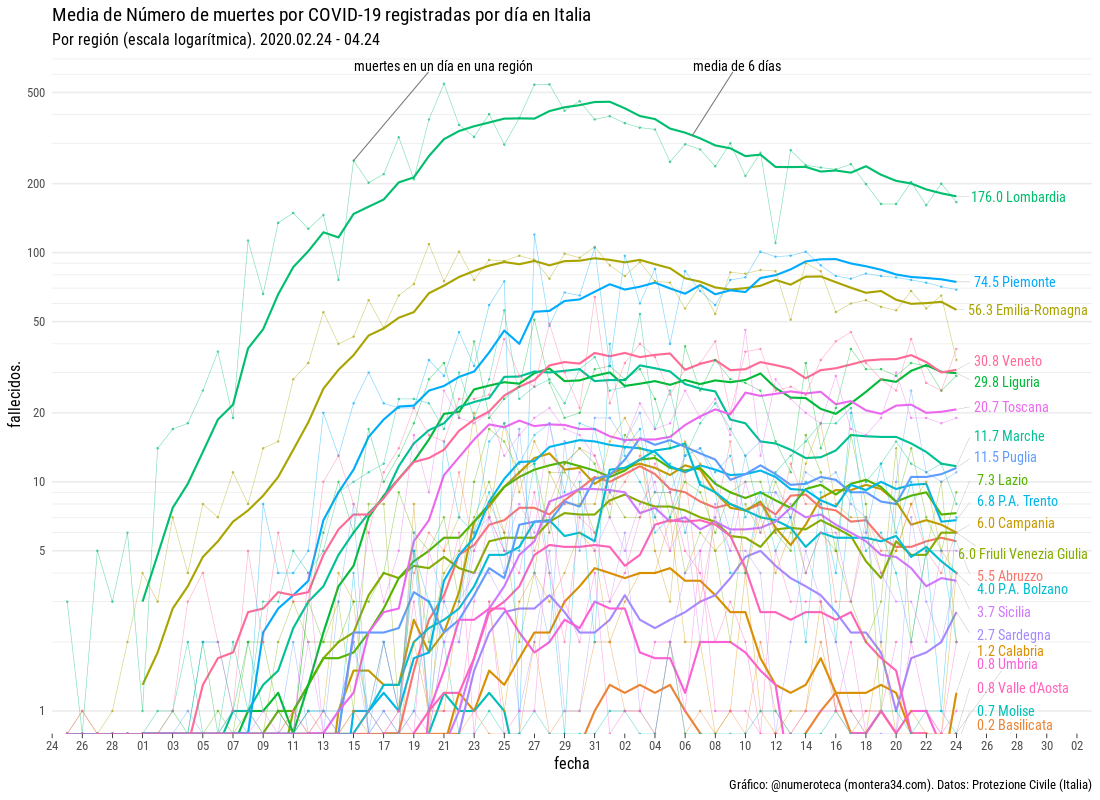 Media de Número de muertes por COVID-19 registradas por día en Italia
Por región (escala logarítmica). 2020.02.24 - 04.24
muertes en un día en una región
media de 6 días
500
200
100
50
20
10
5
1
fallecidos.
176.0 Lombardia
74.5 Piemonte
56.3 Emilia-Romagna
30.8 Veneto
29.8 Liguria
20.7 Toscana
11.7 Marche
11.5 Puglia
7.3 Lazio
6.8 P.A. Trento
6.0 Campania
6.0 Friuli Venezia Giulia
5.5 Abruzzo
4.0 P.A. Bolzano
3.7 Sicilia
2.7 Sardegna
1.2 Calabria
0.8 Umbria
0.8 Valle d'Aosta
0.7 Molise
0.2 Basilicata
24 26 28 01 03 05 07 09 11 13 15 17 19 21 23 25 27 29 31 02 04 06 08 10 12 14 16 18 20 22 24 26 28 30 02
fecha
Gráfico: @numeroteca (montera34.com). Datos: Protezione Civile (Italia)